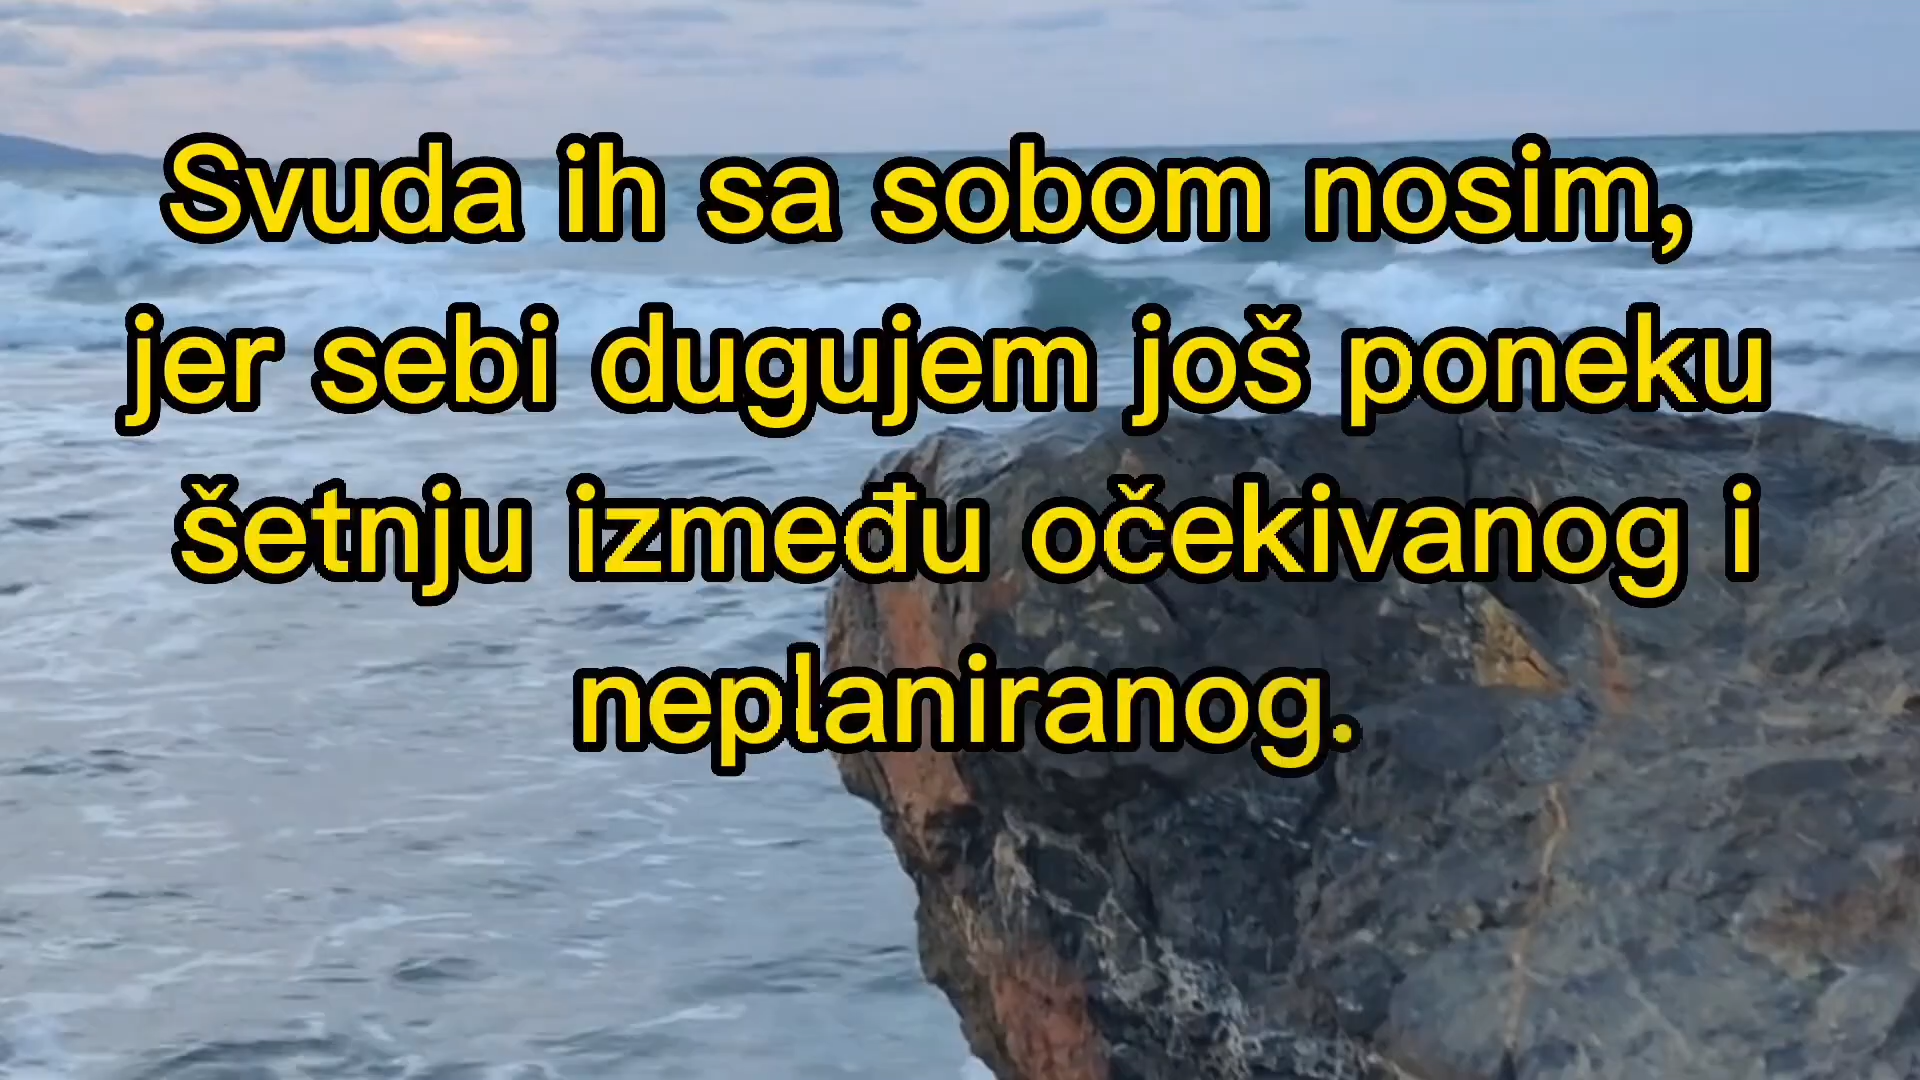 Svuda ih sa sobom nosim,
jer sebi dugujem još poneku
šetnju između očekivanog i
neplaniranog.